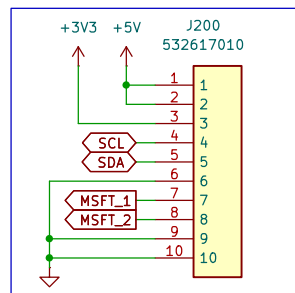 +3V3 +5V J200
532617010
1 1
2 2
3 3
SCL 4 4
SDA 5 5
6 6
MSFT_1 7 7
MSFT_2 8 8
9 9
10 10